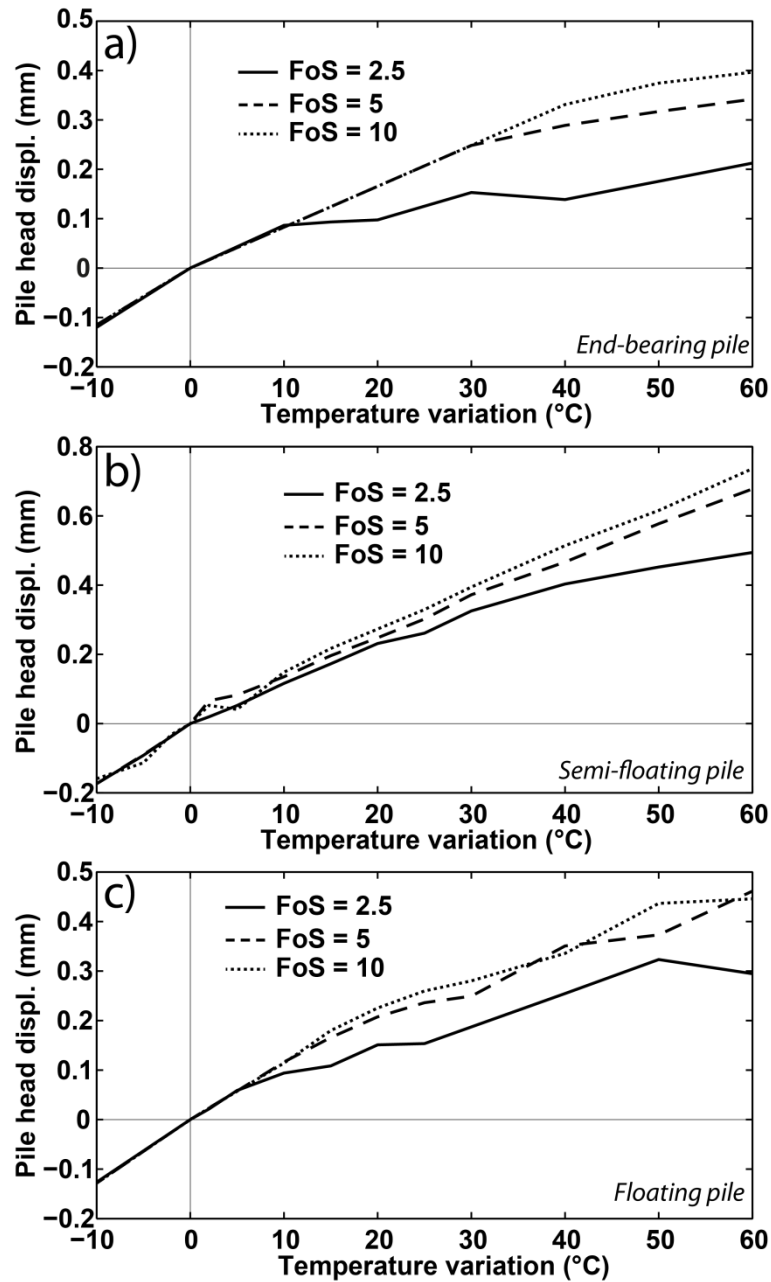 a)
0.5
0.4
0.3
0.2
0.1
0
−0.1
−0.2
Pile head displ. (mm)
FoS = 2.5
FoS = 5
FoS = 10
End-bearing pile
−10 0 10 20 30 40 50 60
Temperature variation (°C)
b)
0.8
0.6
0.4
0.2
0
−0.2
Pile head displ. (mm)
FoS = 2.5
FoS = 5
FoS = 10
Semi-floating pile
−10 0 10 20 30 40 50 60
Temperature variation (°C)
c)
0.5
0.4
0.3
0.2
0.1
0
−0.1
−0.2
Pile head displ. (mm)
FoS = 2.5
FoS = 5
FoS = 10
Floating pile
−10 0 10 20 30 40 50 60
Temperature variation (°C)